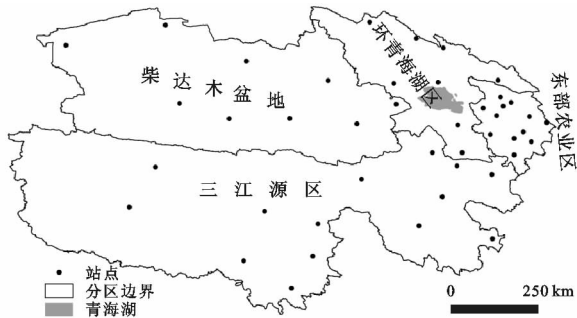 柴达木盆地
环青海湖区
东部农业区
三江源区
站点
分区边界
青海湖
0 250 km